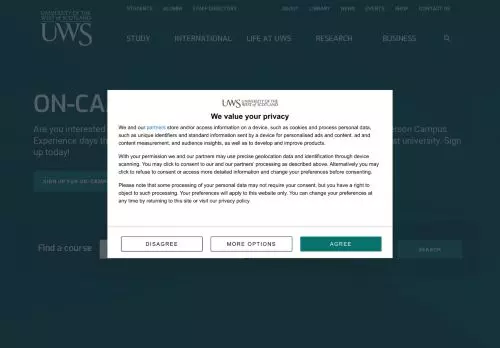 STUDENTS ALUMNI STAFF DIRECTORY ABOUT LIBRARY NEWS EVENTS SHOP CONTACT US
UNIVERSITY OF THE
WEST of SCOTLAND
UWS
STUDY INTERNATIONAL LIFE AT UWS RESEARCH BUSINESS
ON-CA
Are you interested
Experience days in
up today!
erson Campus
at university. Sign
SIGN UP FOR ON-CAM
Find a course
SEARCH
UWS UNIVERSITY OF THE
WEST of SCOTLAND
We value your privacy
We and our partners store and/or access information on a device, such as cookies and process personal data,
such as unique identifiers and standard information sent by a device for personalised ads and content, ad and
content measurement, and audience insights, as well as to develop and improve products.
With your permission we and our partners may use precise geolocation data and identification through device
scanning. You may click to consent to our and our partners' processing as described above. Alternatively you may
click to refuse to consent or access more detailed information and change your preferences before consenting.
Please note that some processing of your personal data may not require your consent, but you have a right to
object to such processing. Your preferences will apply to this website only. You can change your preferences at
any time by returning to this site or visit our privacy policy.
DISAGREE MORE OPTIONS AGREE